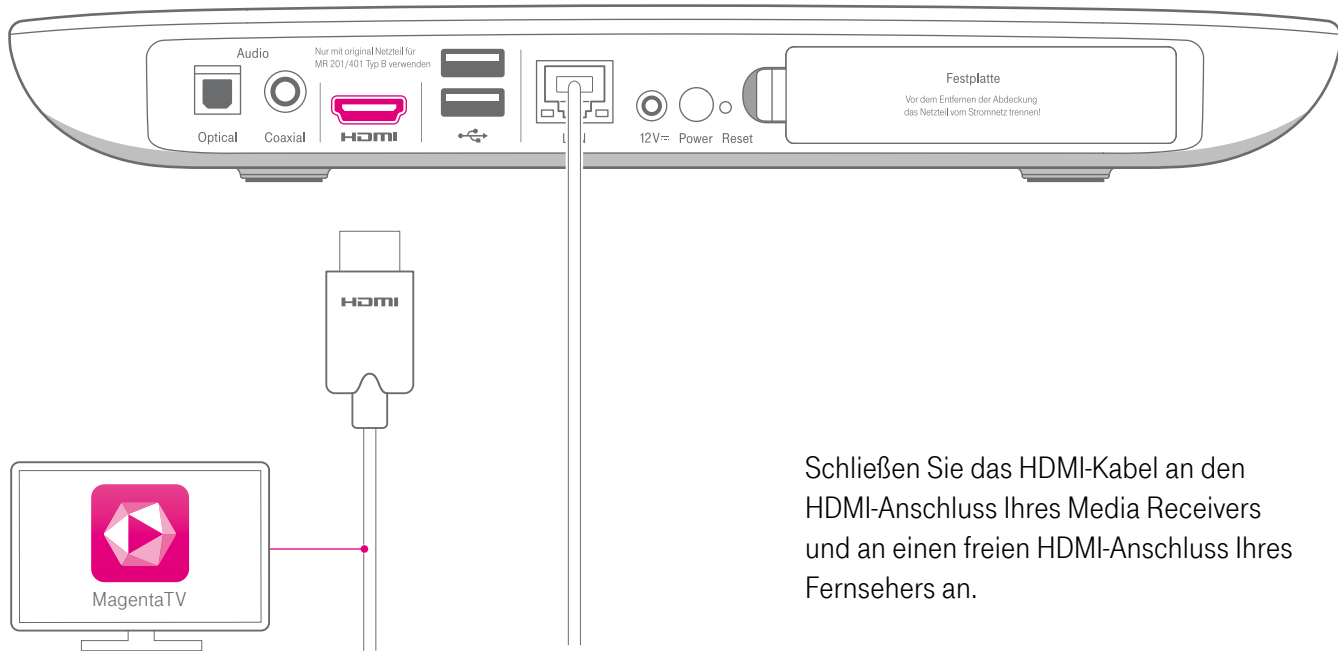 Audio
Nur mit original Netzteil für
MR 201/401 Typ B verwenden
Optical
Coaxial
HDMI
LAN
12V
Power
Reset
Festplatte
Vor dem Entfernen der Abdeckung
das Netzteil vom Stromnetz trennen!
HDMI
MagentaTV
Schließen Sie das HDMI-Kabel an den
HDMI-Anschluss Ihres Media Receivers
und an einen freien HDMI-Anschluss Ihres
Fernsehers an.